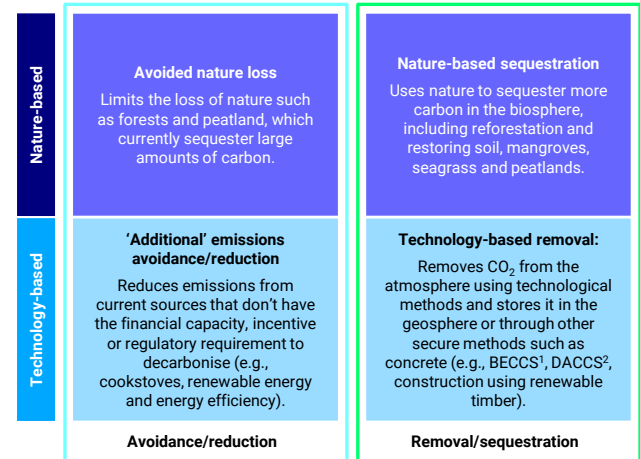 Nature-based
Avoided nature loss
Limits the loss of nature such
as forests and peatland, which
currently sequester large
amounts of carbon.
Nature-based sequestration
Uses nature to sequester more
carbon in the biosphere,
including reforestation and
restoring soil, mangroves,
seagrass and peatlands.
Technology-based
‘Additional’ emissions
avoidance/reduction
Reduces emissions from
current sources that don’t have
the financial capacity, incentive
or regulatory requirement to
decarbonise (e.g.,
cookstoves, renewable energy
and energy efficiency).
Technology-based removal:
Removes CO₂ from the
atmosphere using technological
methods and stores it in the
geosphere or through other
secure methods such as
concrete (e.g., BECCS¹, DACCS²,
construction using renewable
timber).
Avoidance/reduction
Removal/sequestration